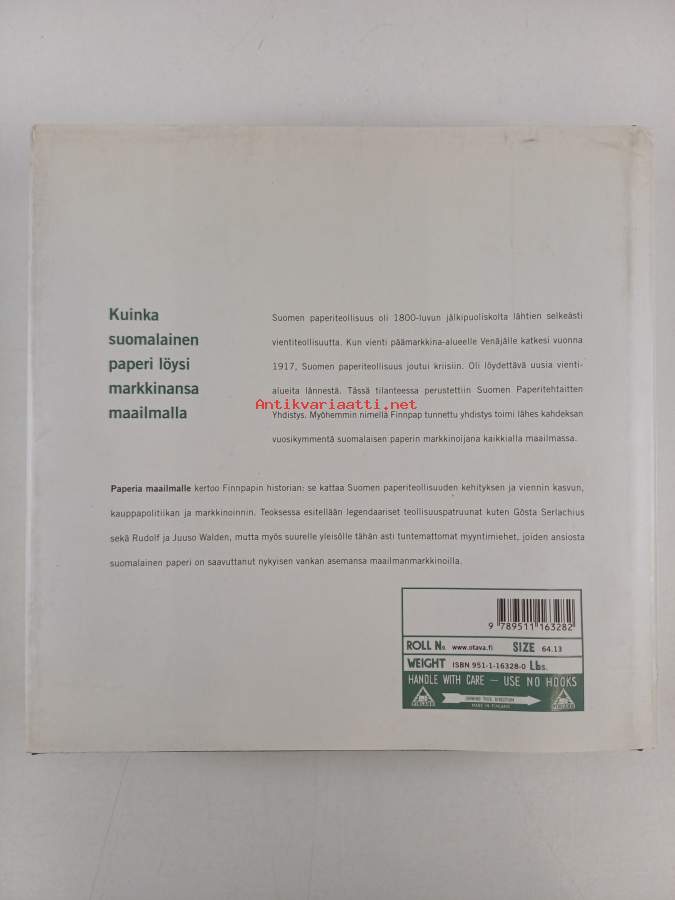 Kuinka
suomalainen
paperi löysi
markkinansa
maailmalla
Suomen paperiteollisuus oli 1800-luvun jälkipuoliskolta lähtien selkeästi
vientiteollisuutta. Kun vienti päämarkkina-alueelle Venäjälle katkesi vuonna
1917, Suomen paperiteollisuus joutui kriisiin. Oli löydettävä uusia vienti-
alueita lännestä. Tässä tilanteessa perustettiin Suomen Paperitehtaitten
Antikvariaatti.net
Yhdistys. Myöhemmin nimellä Finnpap tunnettu yhdistys toimi lähes kahdeksan
vuosikymmentä suomalaisen paperin markkinoijana kaikkialla maailmassa.
Paperia maailmalle kertoo Finnpapin historian: se kattaa Suomen paperiteollisuuden kehityksen ja viennin kasvun,
kauppapolitiikan ja markkinoinnin. Teoksessa esitellään legendaariset teollisuuspatruunat kuten Gösta Serlachius
sekä Rudolf ja Juuso Walden, mutta myös suurelle yleisölle tähän asti tuntemattomat myyntimiehet, joiden ansiosta
suomalainen paperi on saavuttanut nykyisen vankan asemansa maailmanmarkkinoilla.
9 789511 163282
ROLL No. www.otava.fi SIZE 64.13
WEIGHT ISBN 951-1-16328-0 Lbs.
HANDLE WITH CARE – USE NO HOOKS
UNWIND THIS DIRECTION
FINLAND MADE IN FINLAND FINLAND